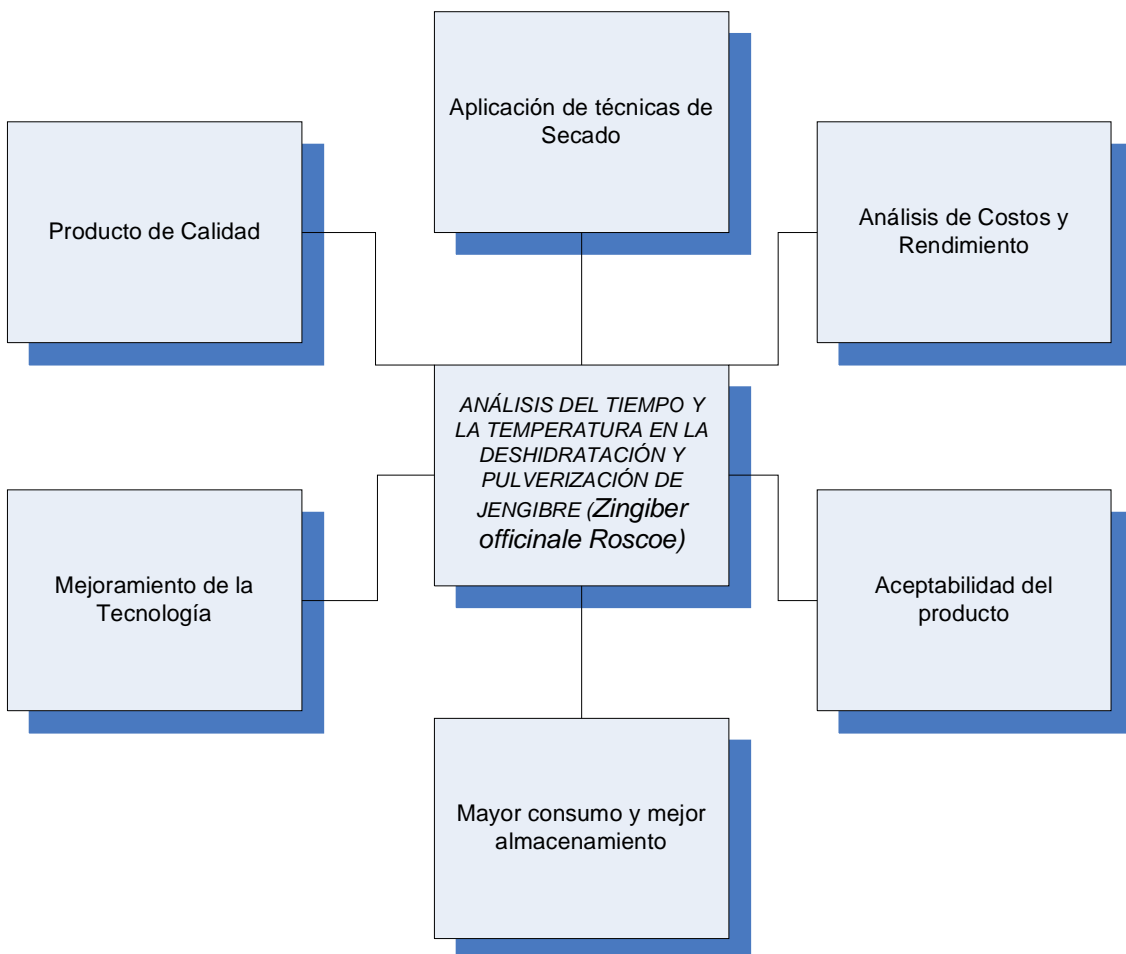 Aplicación de técnicas de
Secado
Producto de Calidad
Análisis de Costos y
Rendimiento
ANÁLISIS DEL TIEMPO Y
LA TEMPERATURA EN LA
DESHIDRATACIÓN Y
PULVERIZACIÓN DE
JENGIBRE (Zingiber
officinale Roscoe)
Mejoramiento de la
Tecnología
Aceptabilidad del
producto
Mayor consumo y mejor
almacenamiento